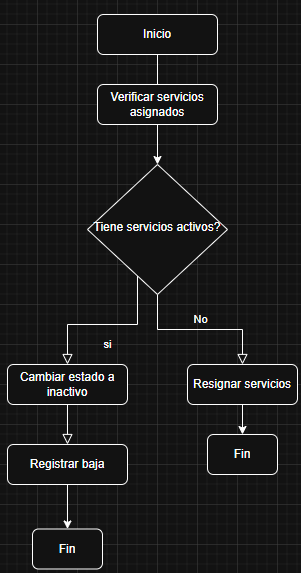 Inicio
Verificar servicios
asignados
Tiene servicios activos?
No
si
Cambiar estado a
inactivo
Resignar servicios
Registrar baja
Fin
Fin